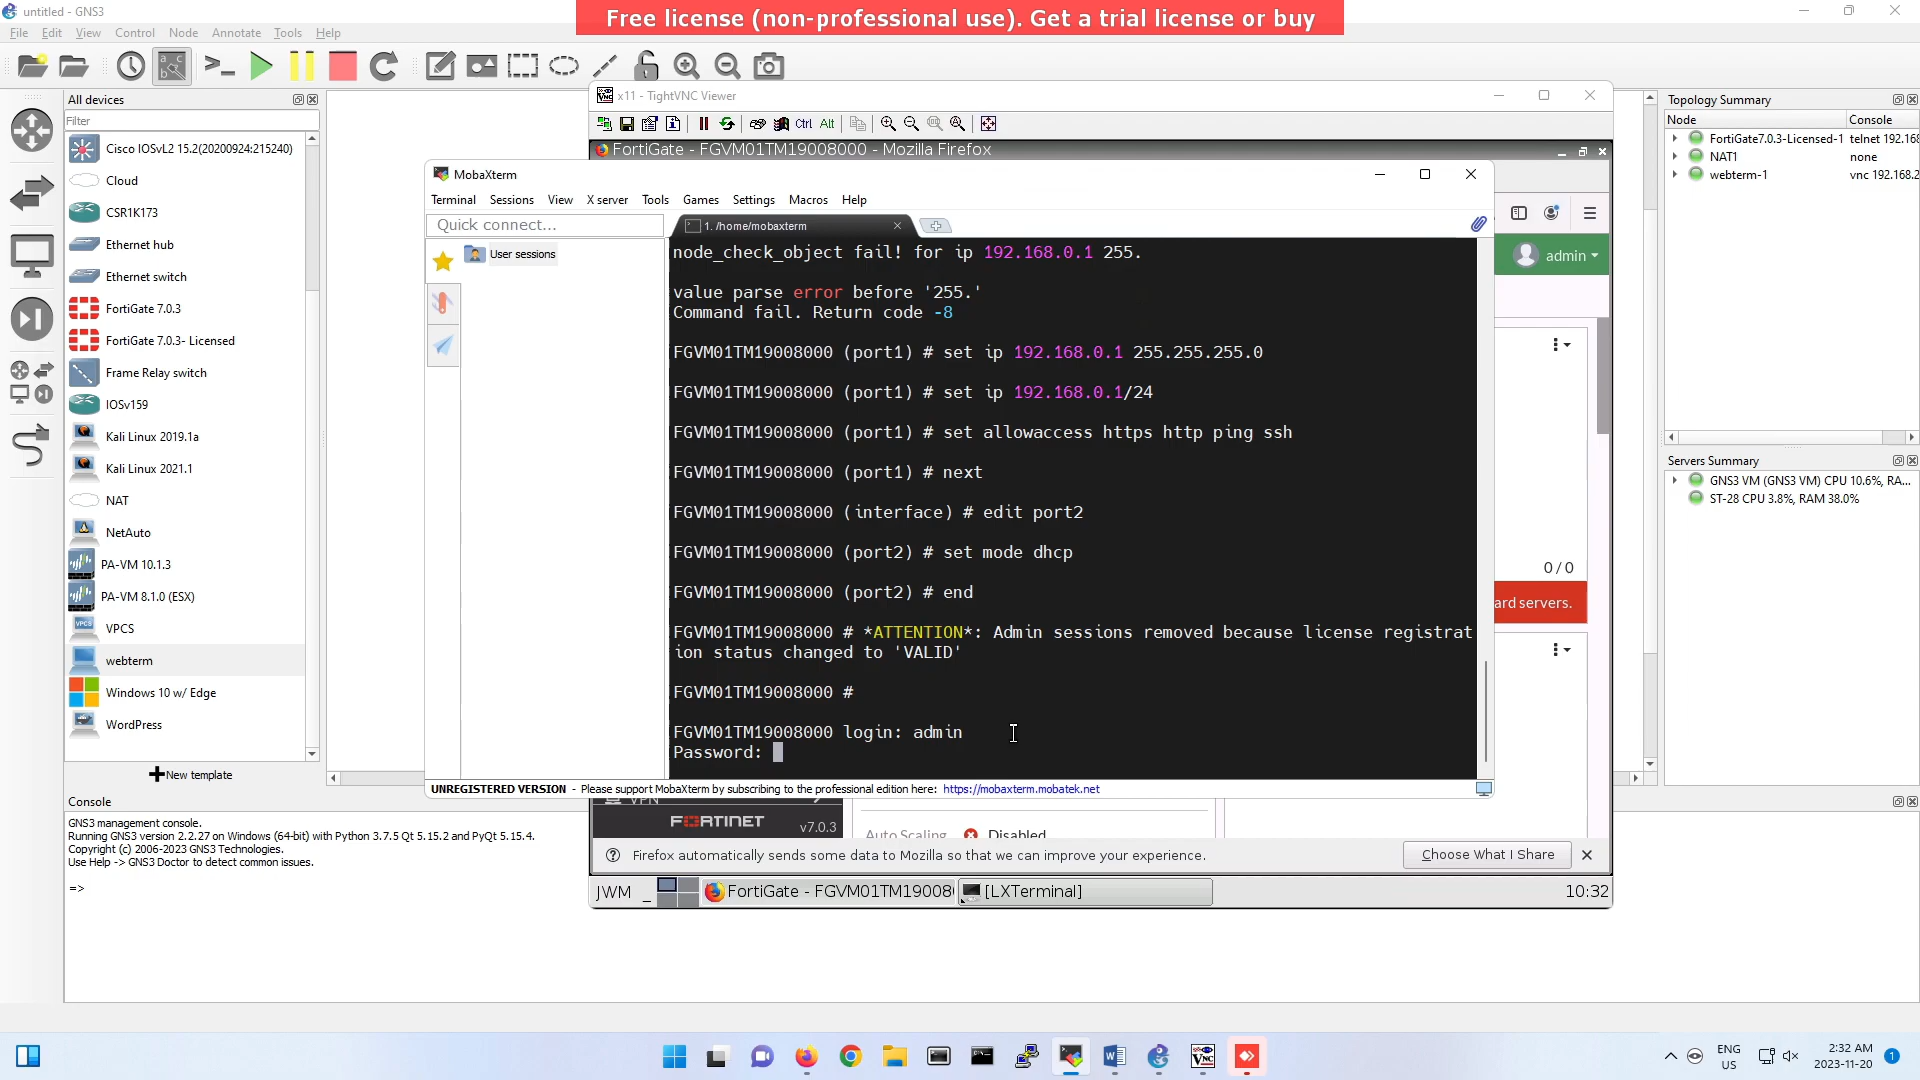 untitled - GNS3
Free license (non-professional use). Get a trial license or buy
File Edit View Control Node Annotate Tools Help
All devices
Filter
Cisco IOSvL2 15.2(20200924:215240)
Cloud
CSR1K173
Ethernet hub
Ethernet switch
FortiGate 7.0.3
FortiGate 7.0.3- Licensed
Frame Relay switch
IOSv159
Kali Linux 2019.1a
Kali Linux 2021.1
NAT
NetAuto
PA-VM 10.1.3
PA-VM 8.1.0 (ESX)
VPCS
webterm
Windows 10 w/ Edge
WordPress
New template
x11 - TightVNC Viewer
Ctrl Alt
FortiGate - FGVM01TM19008000 - Mozilla Firefox
MobaXterm
Terminal Sessions View X server Tools Games Settings Macros Help
Quick connect...
1. /home/mobaxterm
User sessions
node_check_object fail! for ip 192.168.0.1 255.
value parse error before '255.'
Command fail. Return code -8
FGVM01TM19008000 (port1) # set ip 192.168.0.1 255.255.255.0
FGVM01TM19008000 (port1) # set ip 192.168.0.1/24
FGVM01TM19008000 (port1) # set allowaccess https http ping ssh
FGVM01TM19008000 (port1) # next
FGVM01TM19008000 (interface) # edit port2
FGVM01TM19008000 (port2) # set mode dhcp
FGVM01TM19008000 (port2) # end
FGVM01TM19008000 # *ATTENTION*: Admin sessions removed because license registrat
ion status changed to 'VALID'
FGVM01TM19008000 #
FGVM01TM19008000 login: admin
Password:
UNREGISTERED VERSION - Please support MobaXterm by subscribing to the professional edition here: https://mobaxterm.mobatek.net
admin
0 / 0
ard servers.
VPN
FORTINET
v7.0.3
Auto Scaling Disabled
Firefox automatically sends some data to Mozilla so that we can improve your experience.
Choose What I Share
JWM
FortiGate - FGVM01TM19008
[LXTerminal]
10:32
Topology Summary
Node Console
FortiGate7.0.3-Licensed-1 telnet 192.168
NAT1 none
webterm-1 vnc 192.168.2
Servers Summary
GNS3 VM (GNS3 VM) CPU 10.6%, RA...
ST-28 CPU 3.8%, RAM 38.0%
Console
GNS3 management console.
Running GNS3 version 2.2.27 on Windows (64-bit) with Python 3.7.5 Qt 5.15.2 and PyQt 5.15.4.
Copyright (c) 2006-2023 GNS3 Technologies.
Use Help -> GNS3 Doctor to detect common issues.
=>
ENG
US
2:32 AM
2023-11-20
1